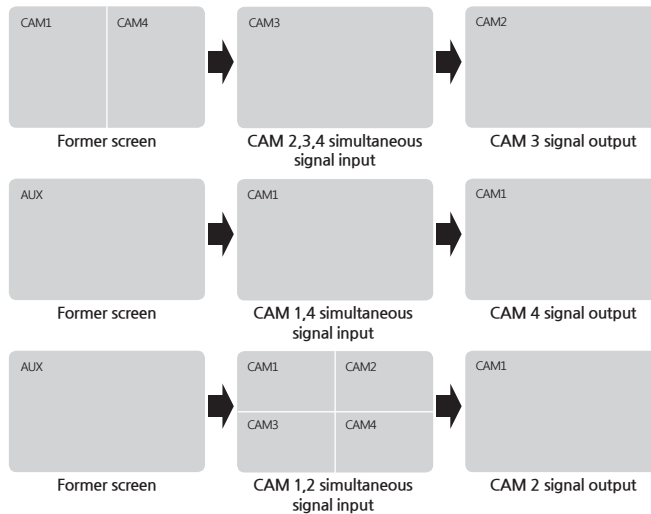 CAM1 CAM4 CAM3 CAM2
Former screen CAM 2,3,4 simultaneous CAM 3 signal output
signal input
AUX CAM1 CAM1
Former screen CAM 1,4 simultaneous CAM 4 signal output
signal input
AUX CAM1 CAM2 CAM1
CAM3 CAM4
Former screen CAM 1,2 simultaneous CAM 2 signal output
signal input